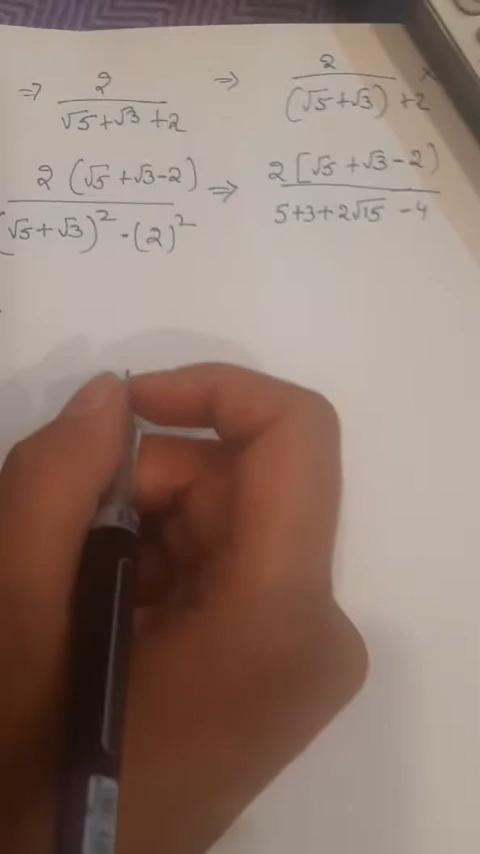 ⇒ 2/(√5+√3+2) ⇒ 2/((√5+√3)+2) ×
2(√5+√3-2)/((√5+√3)²-(2)²) ⇒ 2[√5+√3-2)/(5+3+2√15-4)